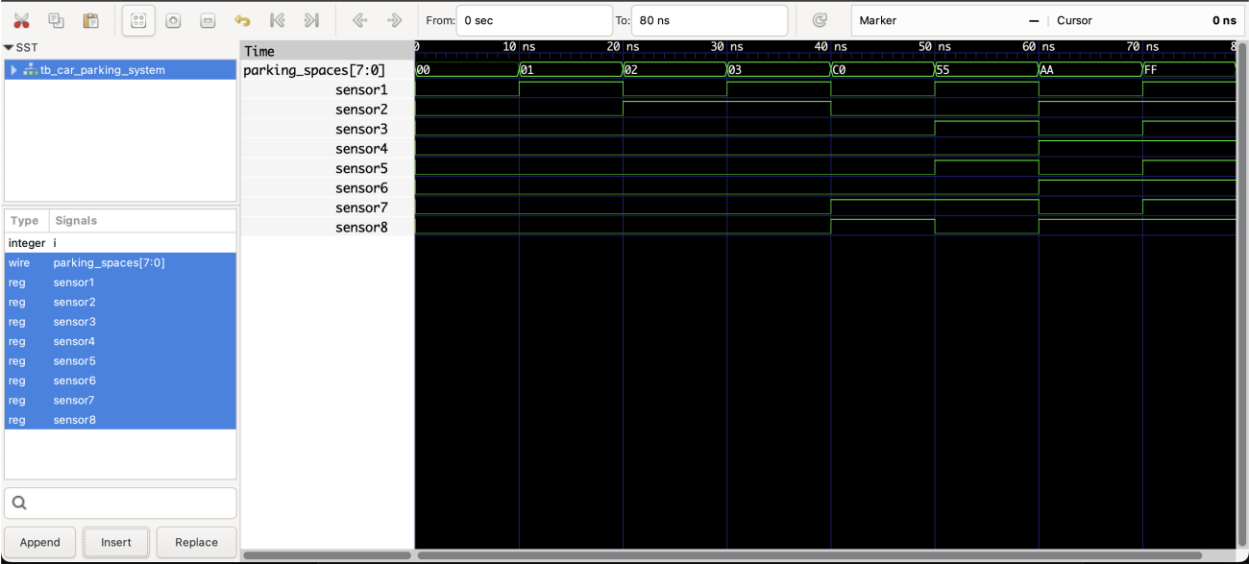 From: 0 sec To: 80 ns Marker — | Cursor 0 ns
SST
tb_car_parking_system
Type Signals
integer i
wire parking_spaces[7:0]
reg sensor1
reg sensor2
reg sensor3
reg sensor4
reg sensor5
reg sensor6
reg sensor7
reg sensor8
Append Insert Replace
Time
0 10 ns 20 ns 30 ns 40 ns 50 ns 60 ns 70 ns 8
parking_spaces[7:0] 00 01 02 03 C0 55 AA FF
sensor1
sensor2
sensor3
sensor4
sensor5
sensor6
sensor7
sensor8